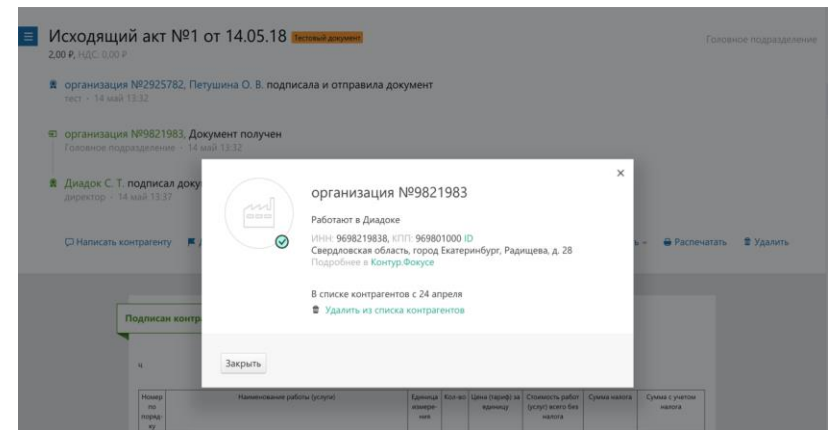 Исходящий акт №1 от 14.05.18 Тестовый документ
Головное подразделение
2,00 ₽, НДС: 0,00 ₽
организация №2925782, Петушина О. В. подписала и отправила документ
тест · 14 май 13:32
организация №9821983, Документ получен
Головное подразделение · 14 май 13:32
Диадок С. Т. подписал доку
директор · 14 май 13:37
×
организация №9821983
Работают в Диадоке
ИНН: 9698219838, КПП: 969801000 ID
Свердловская область, город Екатеринбург, Радищева, д. 28
Подробнее в Контур.Фокусе
В списке контрагентов с 24 апреля
Удалить из списка контрагентов
Закрыть
Написать контрагенту
Распечатать
Удалить
Подписан контр
Номер по поряд-ку
Наименование работы (услуги)
Единица измере-ния
Кол-во
Цена (тариф) за единицу
Стоимость работ (услуг) всего без налога
Сумма налога
Сумма с учетом налога